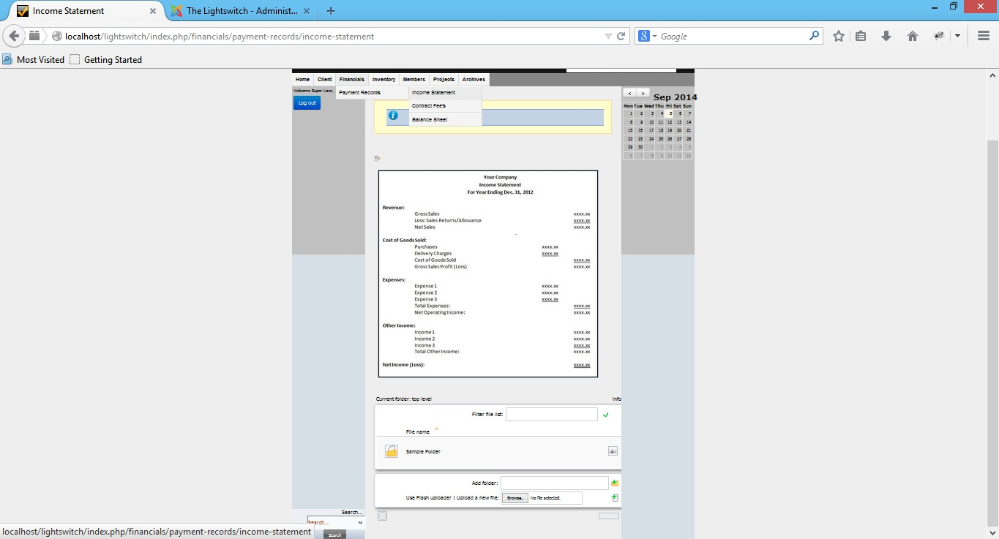 Income Statement
The Lightswitch - Administ...
localhost/lightswitch/index.php/financials/payment-records/income-statement
Google
Most Visited
Getting Started
Home Client Financials Inventory Members Projects Archives
Welcome Super User,
Log out
Payment Records
Income Statement
Contract Fee's
Balance Sheet
< >
Sep 2014
Mon Tue Wed Thu Fri Sat Sun
1 2 3 4 5 6 7
8 9 10 11 12 13 14
15 16 17 18 19 20 21
22 23 24 25 26 27 28
29 30 1 2 3 4 5
6 7 8 9 10 11 12
Your Company
Income Statement
For Year Ending Dec. 31, 2012
Revenue:
Gross Sales xxxx.xx
Less: Sales Returns/Allowance xxxx.xx
Net Sales xxxx.xx
Cost of Goods Sold:
Purchases xxxx.xx
Delivery Charges xxxx.xx
Cost of Goods Sold xxxx.xx
Gross Sales Profit (Loss) xxxx.xx
Expenses:
Expense 1 xxxx.xx
Expense 2 xxxx.xx
Expense 3 xxxx.xx
Total Expenses: xxxx.xx
Net Operating Income: xxxx.xx
Other Income:
Income 1 xxxx.xx
Income 2 xxxx.xx
Income 3 xxxx.xx
Total Other Income: xxxx.xx
Net Income (Loss): xxxx.xx
Current folder: top level Info
Filter file list:
File name
Sample Folder
abc
Add folder:
Use Flash uploader | Upload a new file: Browse.. No file selected.
Search...
Search...
Search
localhost/lightswitch/index.php/financials/payment-records/income-statement